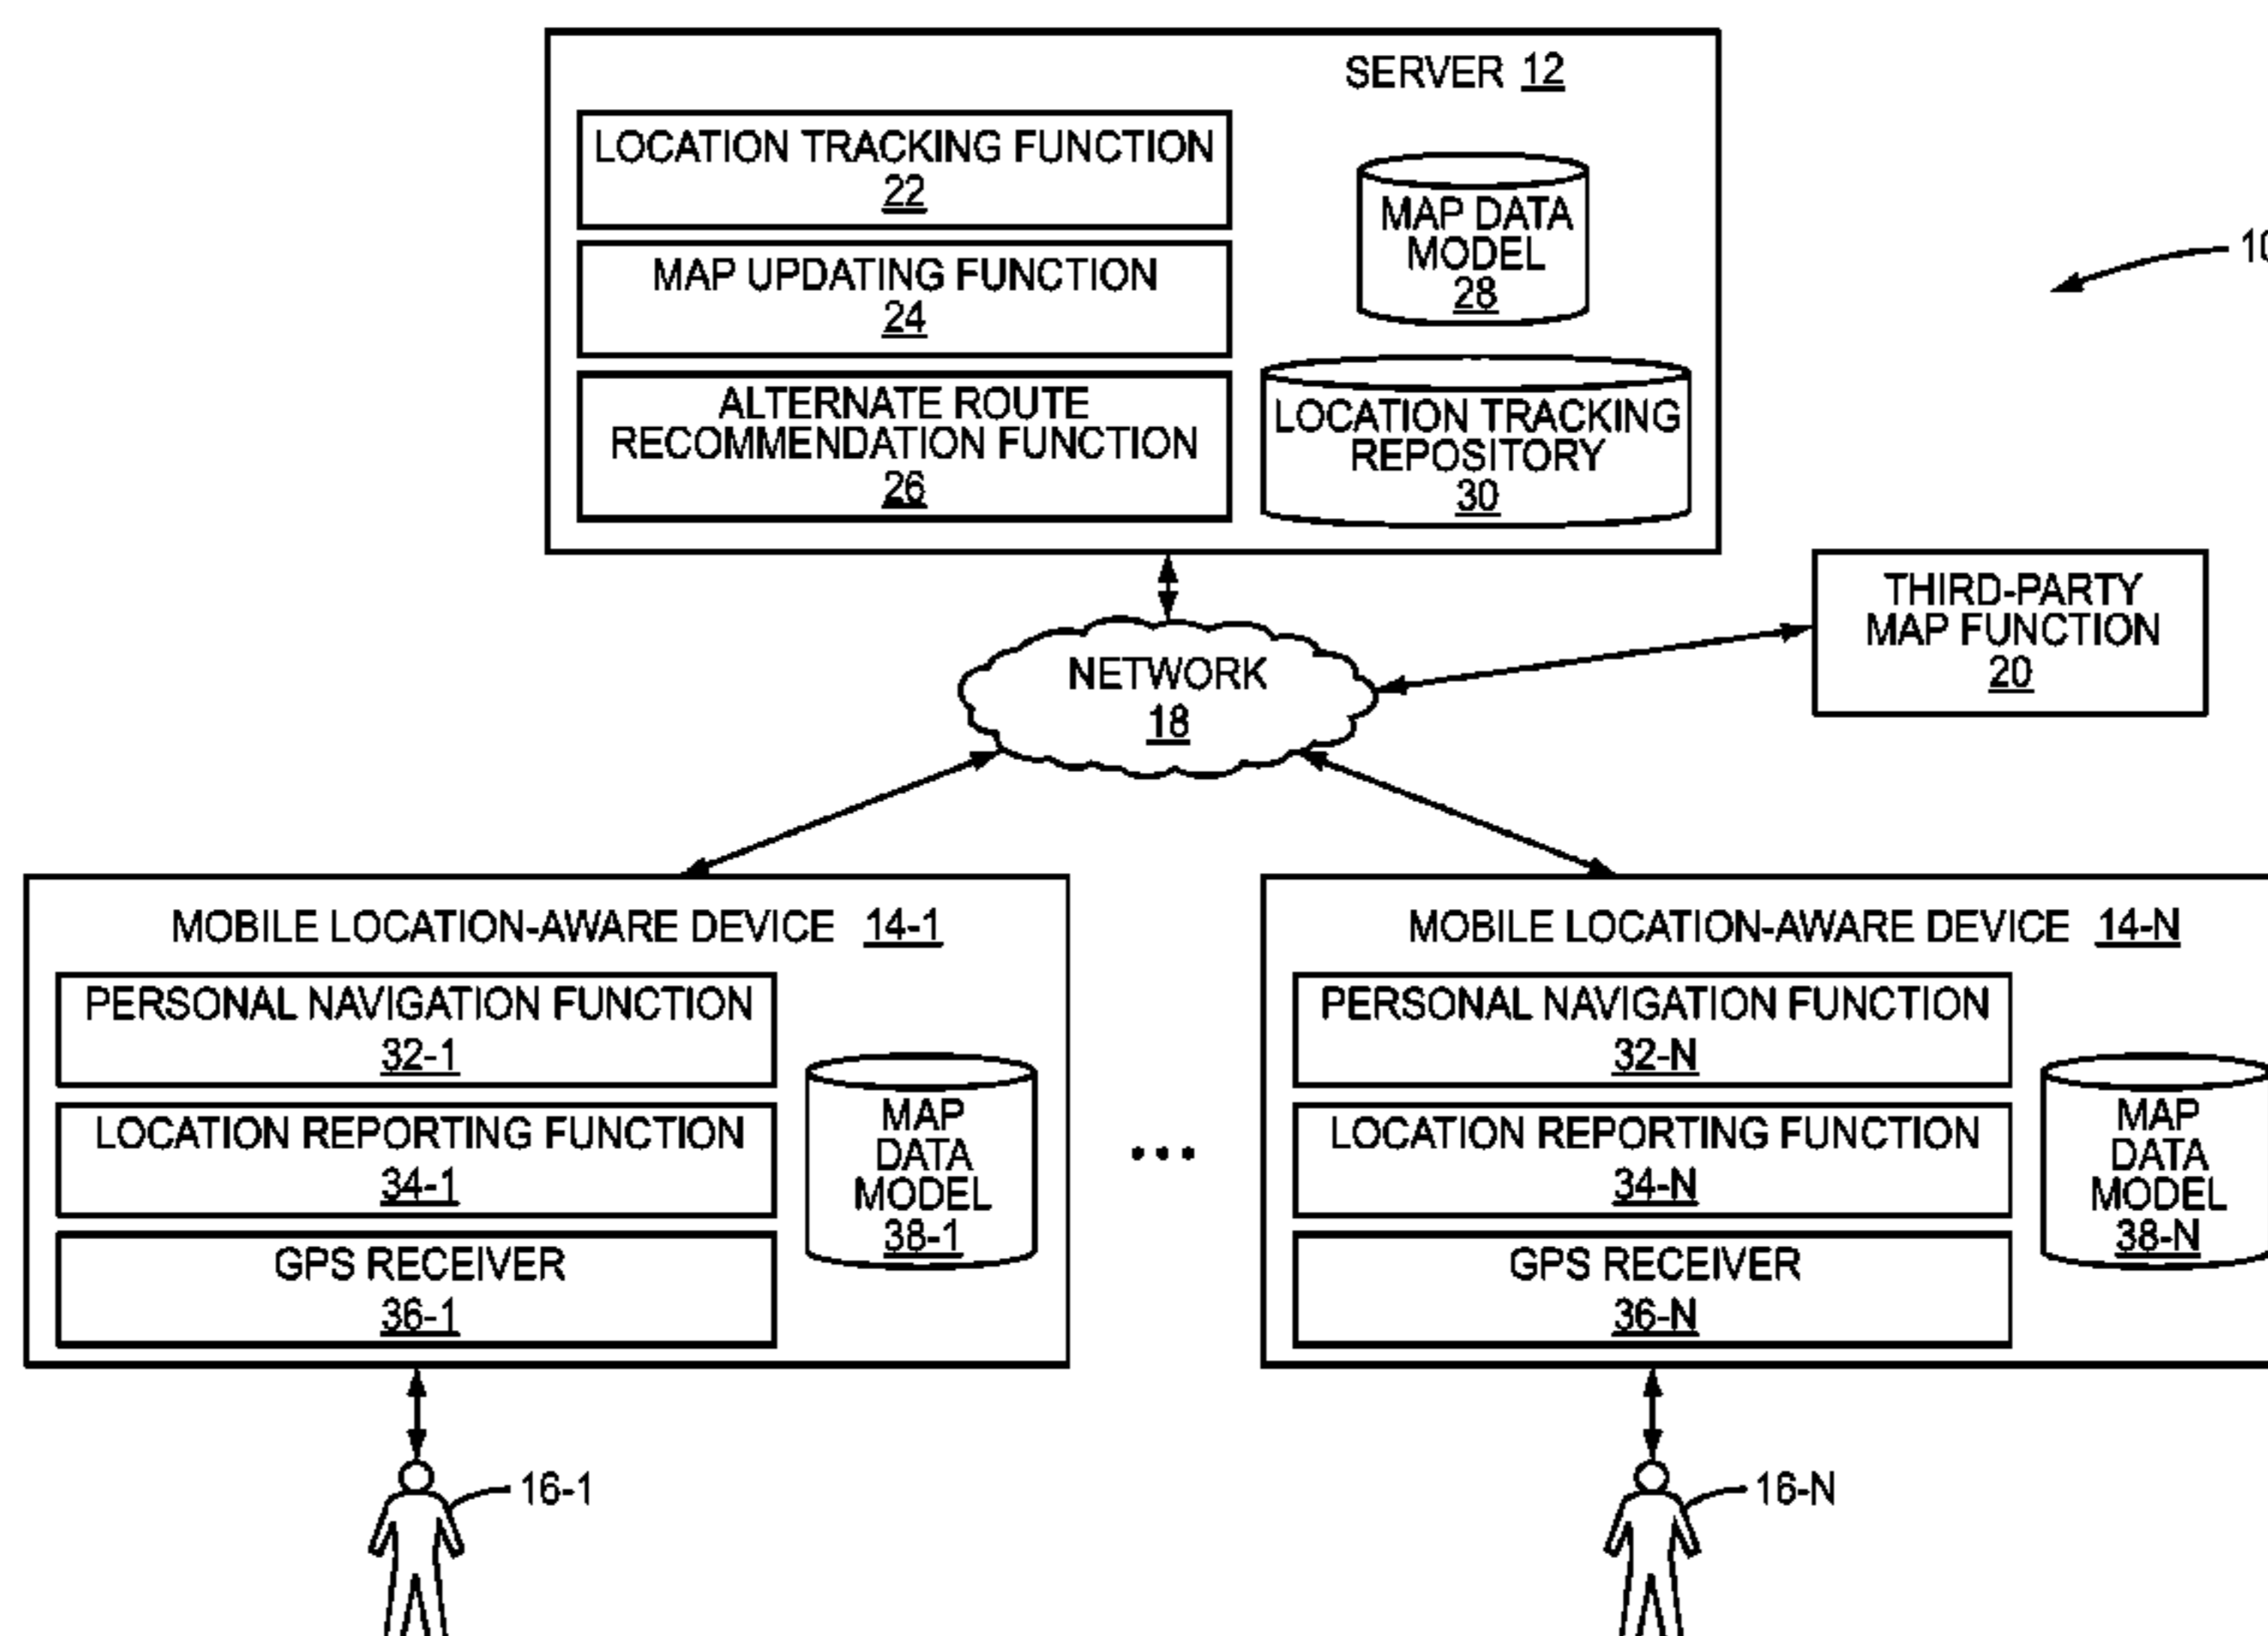 SERVER 12
LOCATION TRACKING FUNCTION
22
MAP UPDATING FUNCTION
24
ALTERNATE ROUTE
RECOMMENDATION FUNCTION
26
MAP DATA
MODEL
28
LOCATION TRACKING
REPOSITORY
30
THIRD-PARTY
MAP FUNCTION
20
NETWORK
18
MOBILE LOCATION-AWARE DEVICE 14-1
PERSONAL NAVIGATION FUNCTION
32-1
LOCATION REPORTING FUNCTION
34-1
GPS RECEIVER
36-1
MAP
DATA
MODEL
38-1
...
MOBILE LOCATION-AWARE DEVICE 14-N
PERSONAL NAVIGATION FUNCTION
32-N
LOCATION REPORTING FUNCTION
34-N
GPS RECEIVER
36-N
MAP
DATA
MODEL
38-N
16-1
16-N